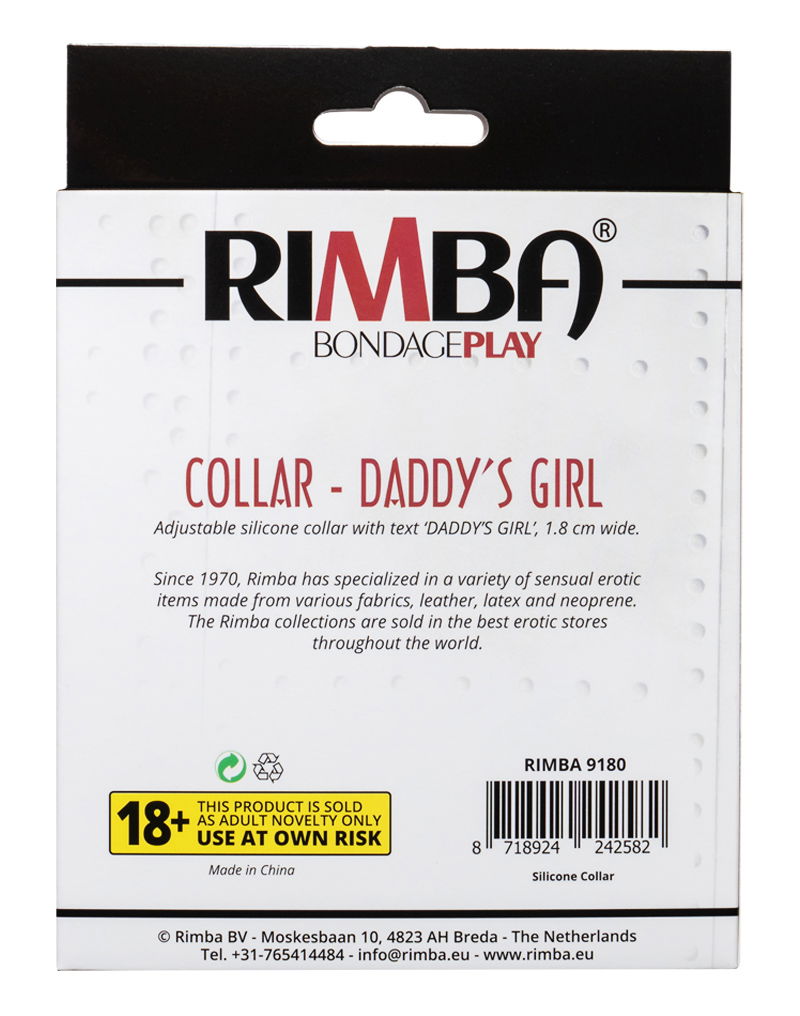 RIMBA®
BONDAGEPLAY
COLLAR - DADDY'S GIRL
Adjustable silicone collar with text ‘DADDY'S GIRL’, 1.8 cm wide.
Since 1970, Rimba has specialized in a variety of sensual erotic
items made from various fabrics, leather, latex and neoprene.
The Rimba collections are sold in the best erotic stores
throughout the world.
RIMBA 9180
18+
THIS PRODUCT IS SOLD
AS ADULT NOVELTY ONLY
USE AT OWN RISK
8 718924 242582
Made in China
Silicone Collar
© Rimba BV - Moskesbaan 10, 4823 AH Breda - The Netherlands
Tel. +31-765414484 - info@rimba.eu - www.rimba.eu